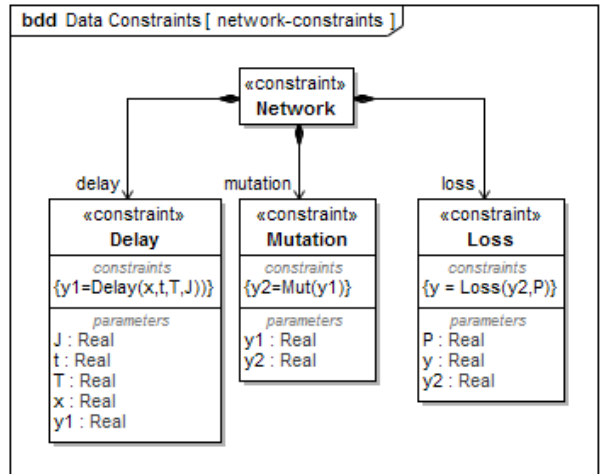 bdd Data Constraints [ network-constraints ]
«constraint»
Network
delay
mutation
loss
«constraint»
Delay
constraints
{y1=Delay(x,t,T,J))}
parameters
J : Real
t : Real
T : Real
x : Real
y1 : Real
«constraint»
Mutation
constraints
{y2=Mut(y1)}
parameters
y1 : Real
y2 : Real
«constraint»
Loss
constraints
{y = Loss(y2,P)}
parameters
P : Real
y : Real
y2 : Real